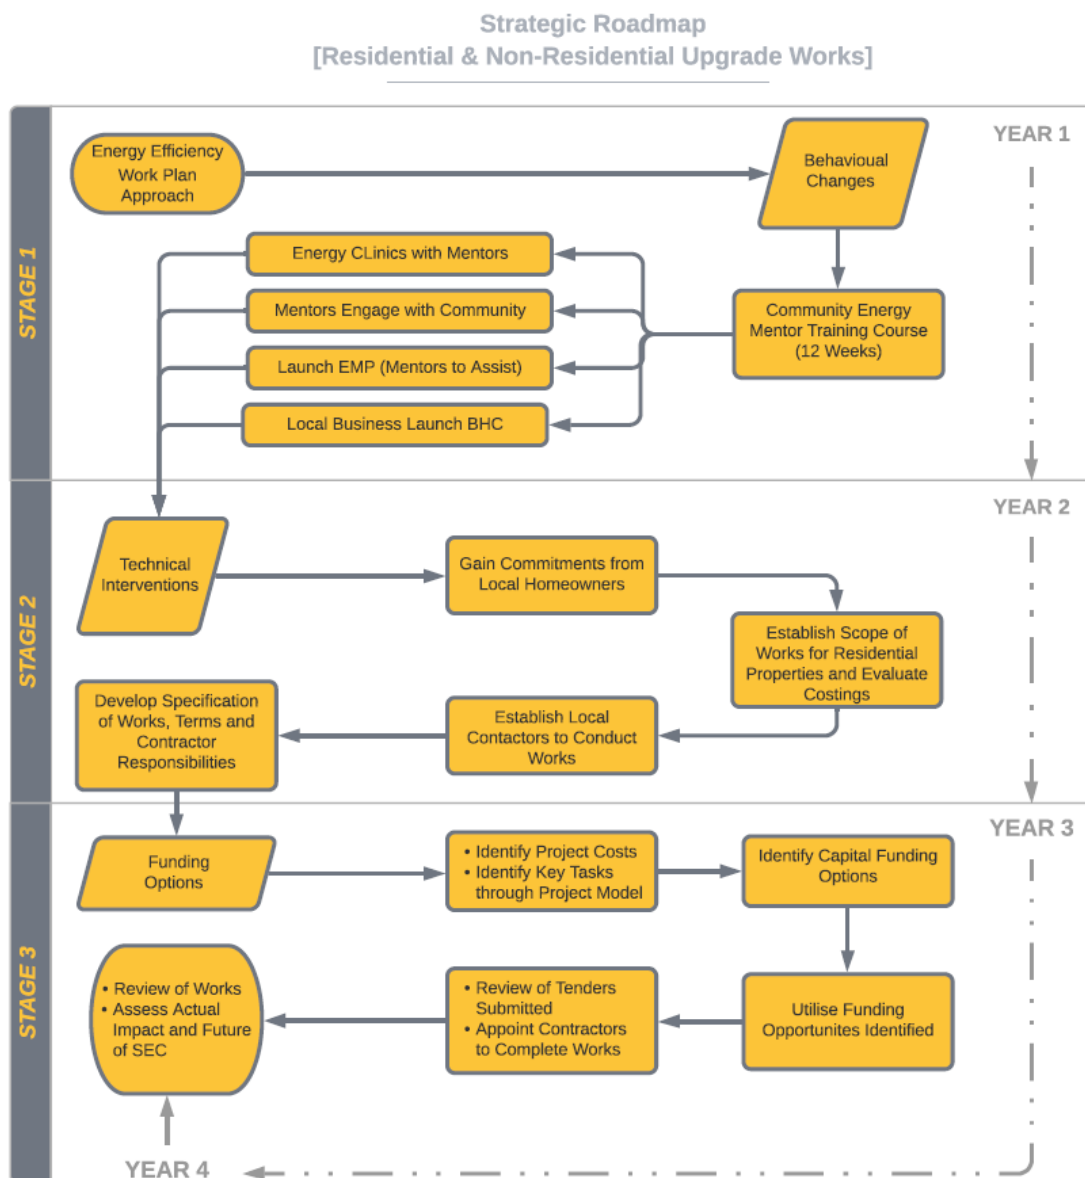 Strategic Roadmap
[Residential & Non-Residential Upgrade Works]
STAGE 1
YEAR 1
Energy Efficiency
Work Plan
Approach
Behavioual
Changes
Energy CLinics with Mentors
Mentors Engage with Community
Launch EMP (Mentors to Assist)
Local Business Launch BHC
Community Energy
Mentor Training Course
(12 Weeks)
STAGE 2
YEAR 2
Technical
Interventions
Gain Commitments from
Local Homeowners
Establish Scope of
Works for Residential
Properties and Evaluate
Costings
Establish Local
Contactors to Conduct
Works
Develop Specification
of Works, Terms and
Contractor
Responsibilities
STAGE 3
YEAR 3
Funding
Options
• Identify Project Costs
• Identify Key Tasks
through Project Model
Identify Capital Funding
Options
Utilise Funding
Opportunites Identified
• Review of Tenders
Submitted
• Appoint Contractors
to Complete Works
• Review of Works
• Assess Actual
Impact and Future
of SEC
YEAR 4